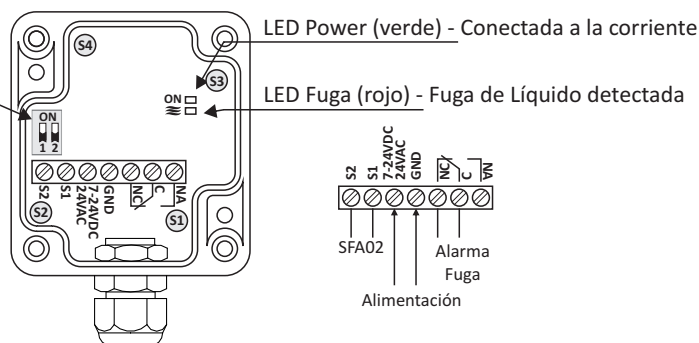 LED Power (verde) - Conectada a la corriente
S4
S3
ON
LED Fuga (rojo) - Fuga de Líquido detectada
ON
1 2
S2
S1
7-24VDC
24VAC
GND
NC
C
NA
S2
S1
S2
S1
7-24VDC
24VAC
GND
NC
C
NA
SFA02
Alarma
Fuga
Alimentación